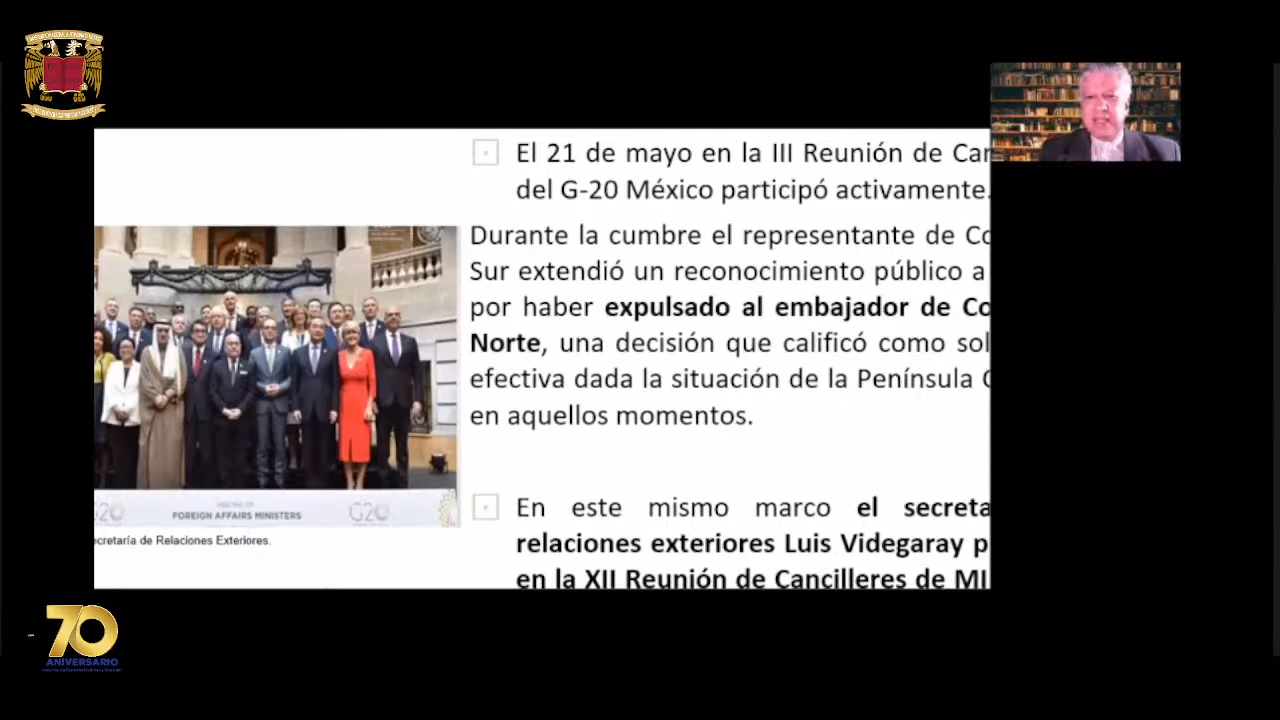 El 21 de mayo en la III Reunión de Can
del G-20 México participó activamente.
Durante la cumbre el representante de Co
Sur extendió un reconocimiento público a
por haber expulsado al embajador de Co
Norte, una decisión que calificó como sol
efectiva dada la situación de la Península C
en aquellos momentos.
En este mismo marco el secreta
relaciones exteriores Luis Videgaray p
en la XII Reunión de Cancilleres de MI
G20
MEETING OF
FOREIGN AFFAIRS MINISTERS
G20
ecretaría de Relaciones Exteriores.
70
ANIVERSARIO